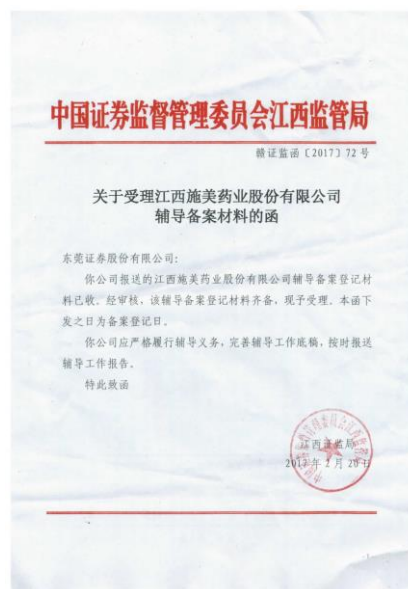 中国证券监督管理委员会江西监管局
赣证监函〔2017〕72号
关于受理江西施美药业股份有限公司
辅导备案材料的函
东莞证券股份有限公司:
你公司报送的江西施美药业股份有限公司辅导备案登记材
料已收。经审核,该辅导备案登记材料齐备,现予受理。本函下
发之日为备案登记日。
你公司应严格履行辅导义务,完善辅导工作底稿,按时报送
辅导工作报告。
特此致函
江西证监局
2017年2月20日